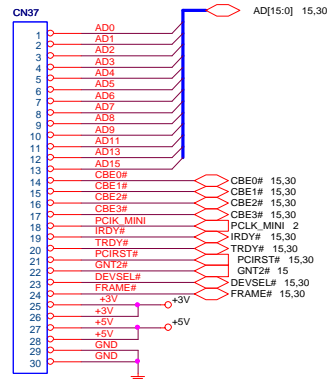 CN37
AD[15:0] 15,30
1 AD0
2 AD1
3 AD2
4 AD3
5 AD4
6 AD5
7 AD6
8 AD7
9 AD8
10 AD9
11 AD11
12 AD13
13 AD15
14 CBE0# CBE0# 15,30
15 CBE1# CBE1# 15,30
16 CBE2# CBE2# 15,30
17 CBE3# CBE3# 15,30
18 PClK_MINI PCLK_MINI 2
19 IRDY# IRDY# 15,30
20 TRDY# TRDY# 15,30
21 PCIRST# PCIRST# 15,30
22 GNT2# GNT2# 15
23 DEVSEL# DEVSEL# 15,30
24 FRAME# FRAME# 15,30
25 +3V +3V
26 +3V
27 +5V +5V
28 +5V
29 GND
30 GND